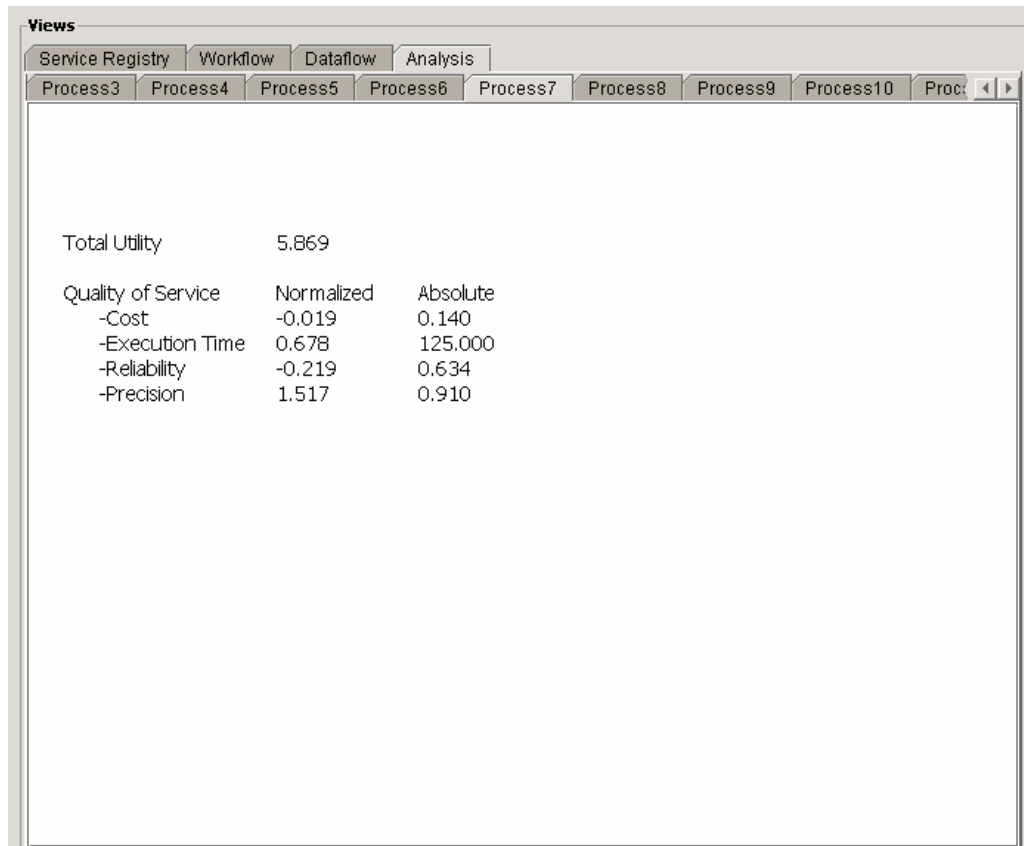 Views
Service Registry Workflow Dataflow Analysis
Process3 Process4 Process5 Process6 Process7 Process8 Process9 Process10
Total Utility 5.869
Quality of Service Normalized Absolute
-Cost -0.019 0.140
-Execution Time 0.678 125.000
-Reliability -0.219 0.634
-Precision 1.517 0.910